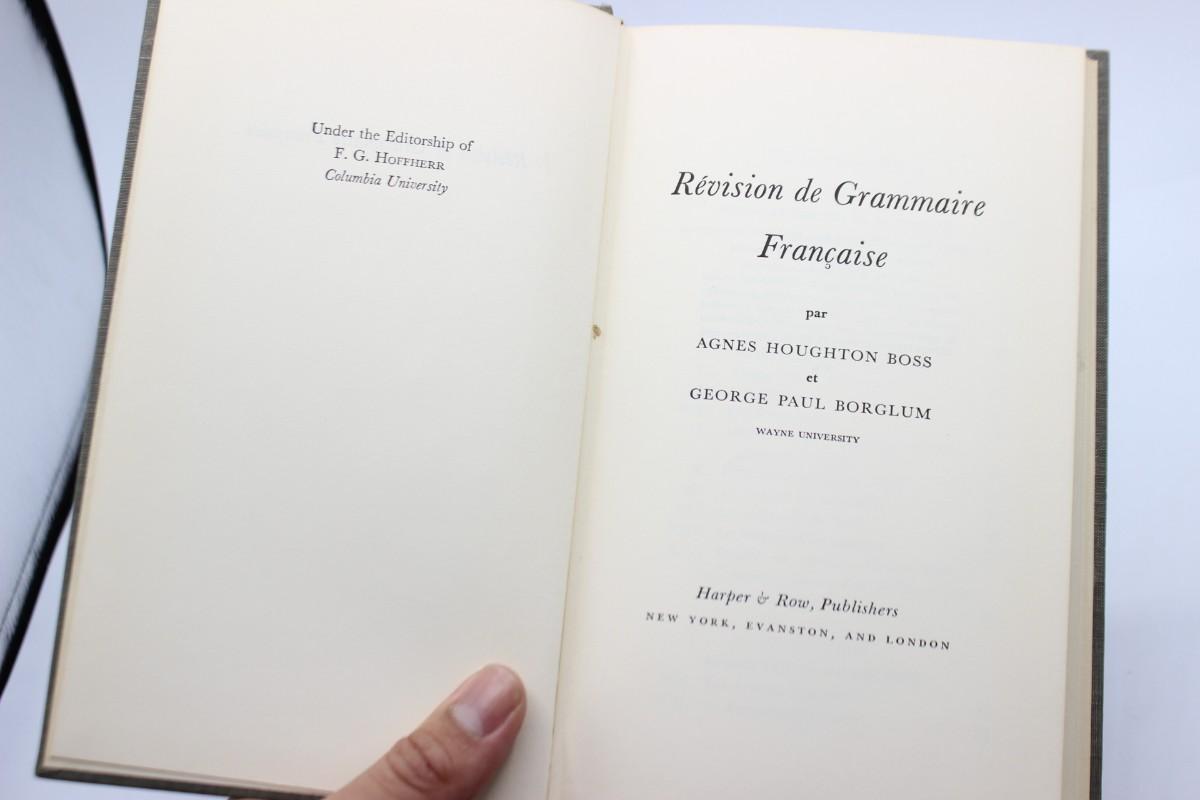 Under the Editorship of
F. G. Hoffherr
Columbia University
Révision de Grammaire
Française
par
AGNES HOUGHTON BOSS
et
GEORGE PAUL BORGLUM
WAYNE UNIVERSITY
Harper & Row, Publishers
NEW YORK, EVANSTON, AND LONDON